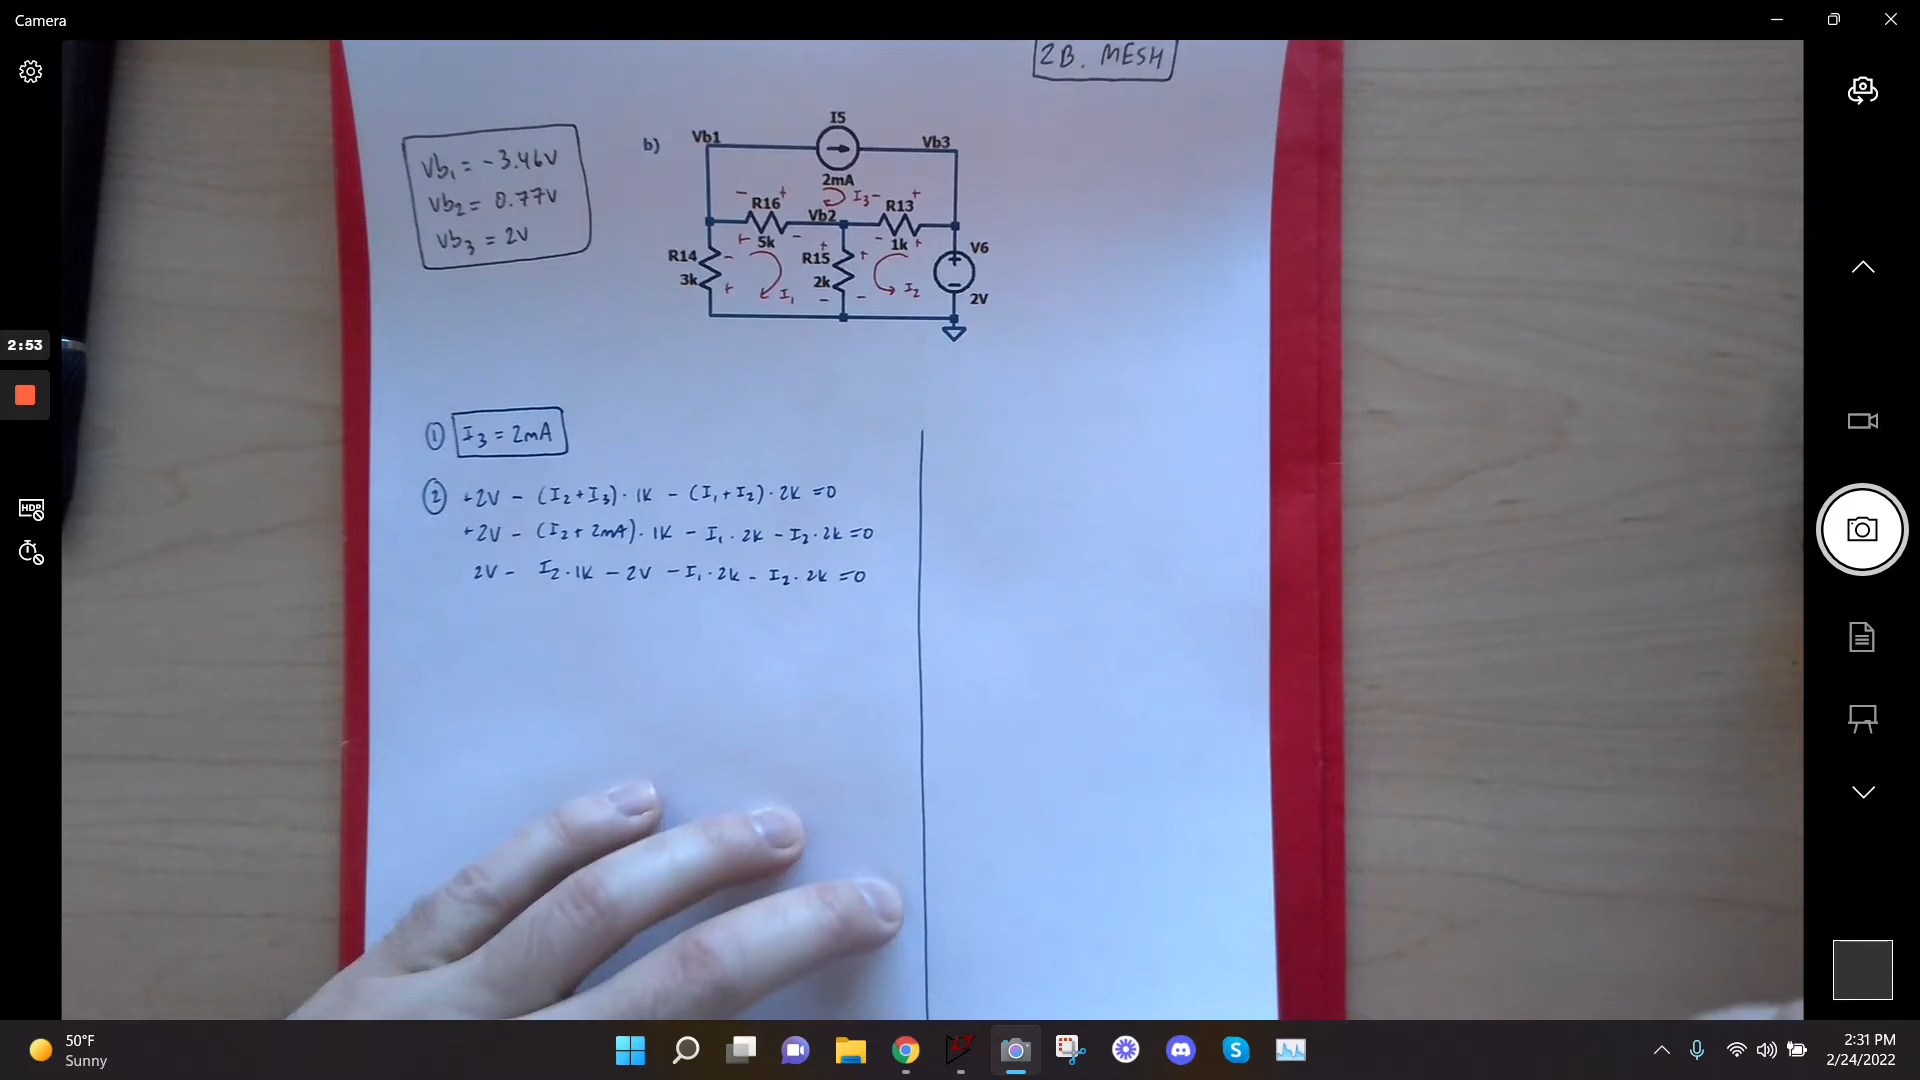 Camera
2B. MESH
Vb1 = -3.46V
Vb2 = 0.77V
Vb3 = 2V
b)
I5
Vb1
Vb3
2mA
I3
R16
R13
Vb2
5k
1k
V6
R14
R15
3k
2k
I1
I2
2V
2:53
① I3 = 2mA
② +2V - (I2+I3)·1K - (I1+I2)·2K =0
+2V - (I2+2mA)·1K - I1·2K - I2·2K =0
2V - I2·1K - 2V - I1·2K - I2·2K =0
HDR
50°F
Sunny
2:31 PM
2/24/2022